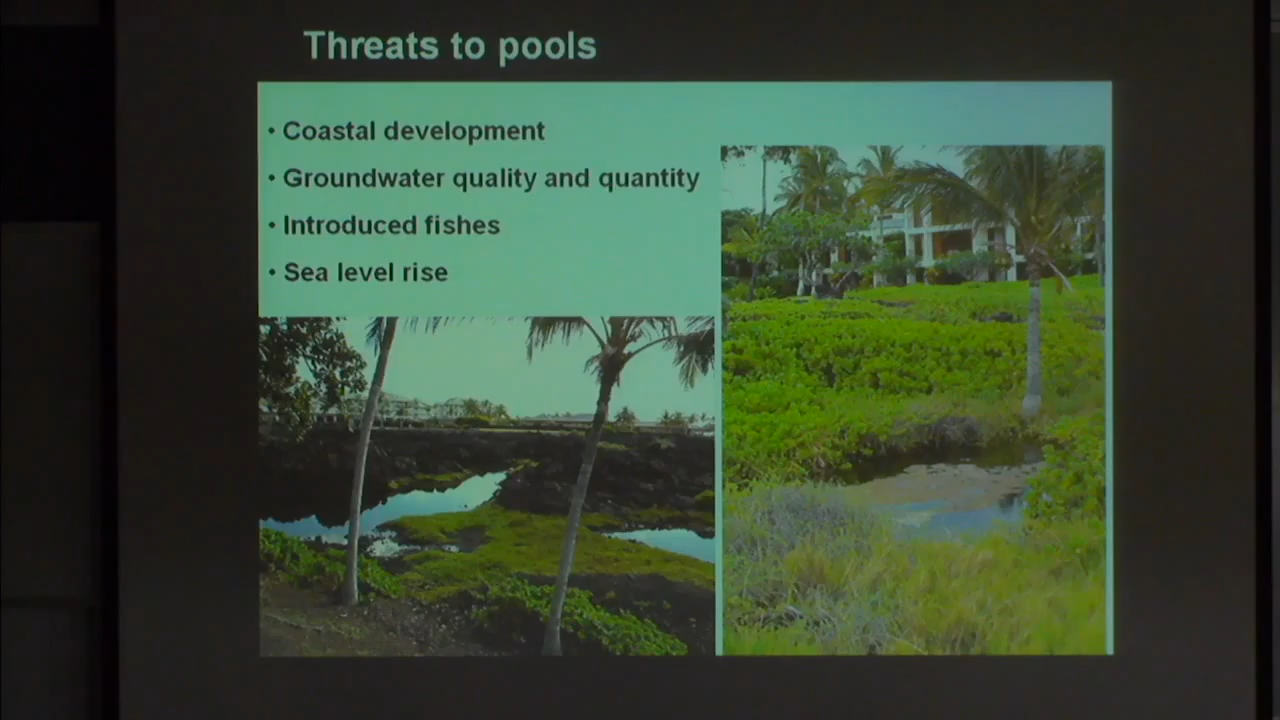 Threats to pools
• Coastal development
• Groundwater quality and quantity
• Introduced fishes
• Sea level rise